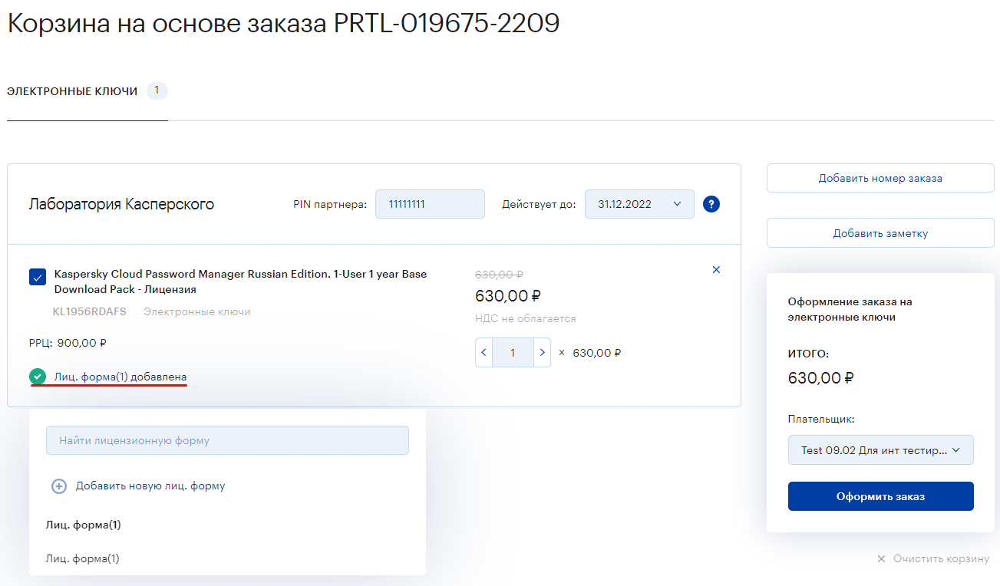 Корзина на основе заказа PRTL-019675-2209
ЭЛЕКТРОННЫЕ КЛЮЧИ 1
Лаборатория Касперского
PIN партнера: 11111111
Действует до: 31.12.2022 ?
Kaspersky Cloud Password Manager Russian Edition. 1-User 1 year Base
Download Pack - Лицензия
KL1956RDAFS Электронные ключи
РРЦ: 900,00 ₽
Лиц. форма(1) добавлена
630,00 ₽
630,00 ₽
НДС не облагается
1 × 630,00 ₽
Найти лицензионную форму
Добавить новую лиц. форму
Лиц. форма(1)
Лиц. форма(1)
Добавить номер заказа
Добавить заметку
Оформление заказа на
электронные ключи
ИТОГО:
630,00 ₽
Плательщик:
Test 09.02 Для инт тестир...
Оформить заказ
Очистить корзину